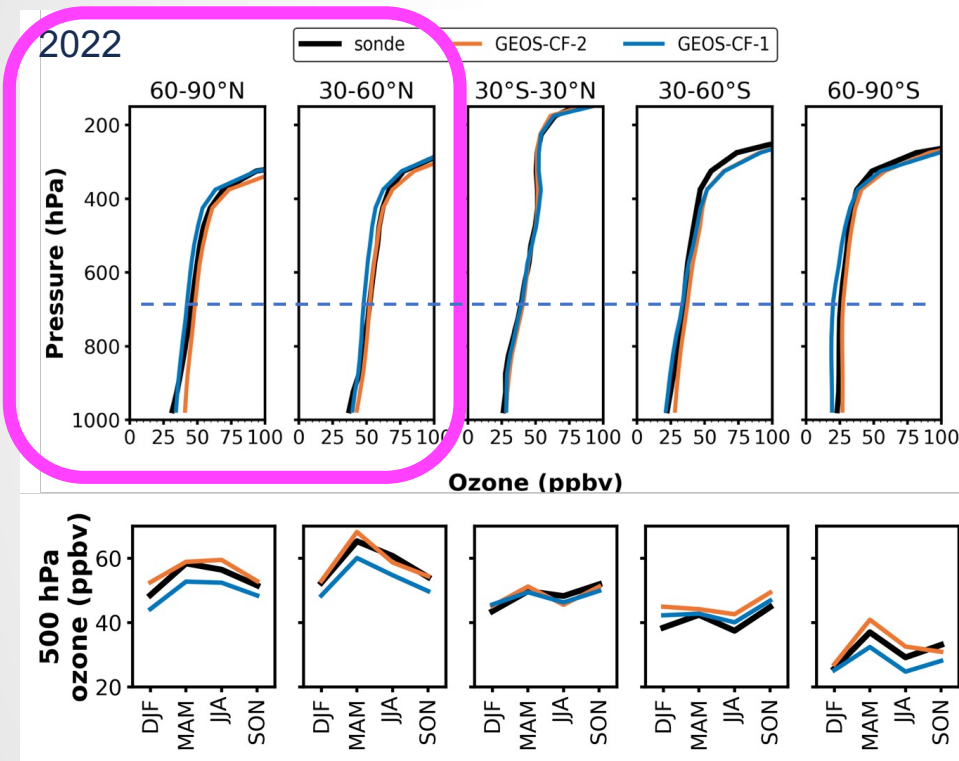 2022
sonde GEOS-CF-2 GEOS-CF-1
60-90°N 30-60°N 30°S-30°N 30-60°S 60-90°S
Pressure (hPa)
200
400
600
800
1000
0 25 50 75 100 0 25 50 75 100 0 25 50 75 100 0 25 50 75 100 0 25 50 75 100
Ozone (ppbv)
500 hPa
ozone (ppbv)
60
40
20
DJF MAM JJA SON DJF MAM JJA SON DJF MAM JJA SON DJF MAM JJA SON DJF MAM JJA SON